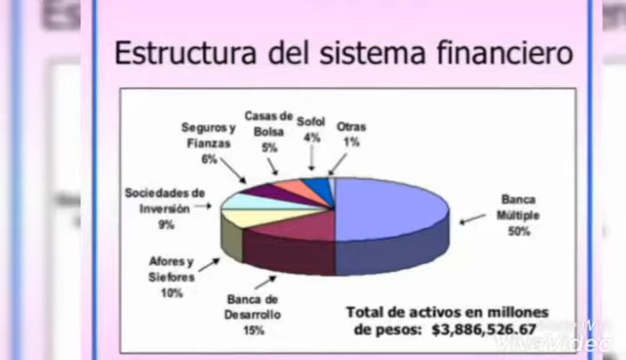 Estructura del sistema financiero
Casas de
Bolsa
5%
Sofol
4%
Otras
1%
Seguros y
Fianzas
6%
Sociedades de
Inversión
9%
Banca
Múltiple
50%
Afores y
Siefores
10%
Banca de
Desarrollo
15%
Total de activos en millones
de pesos: $3,886,526.67
VivaVideo